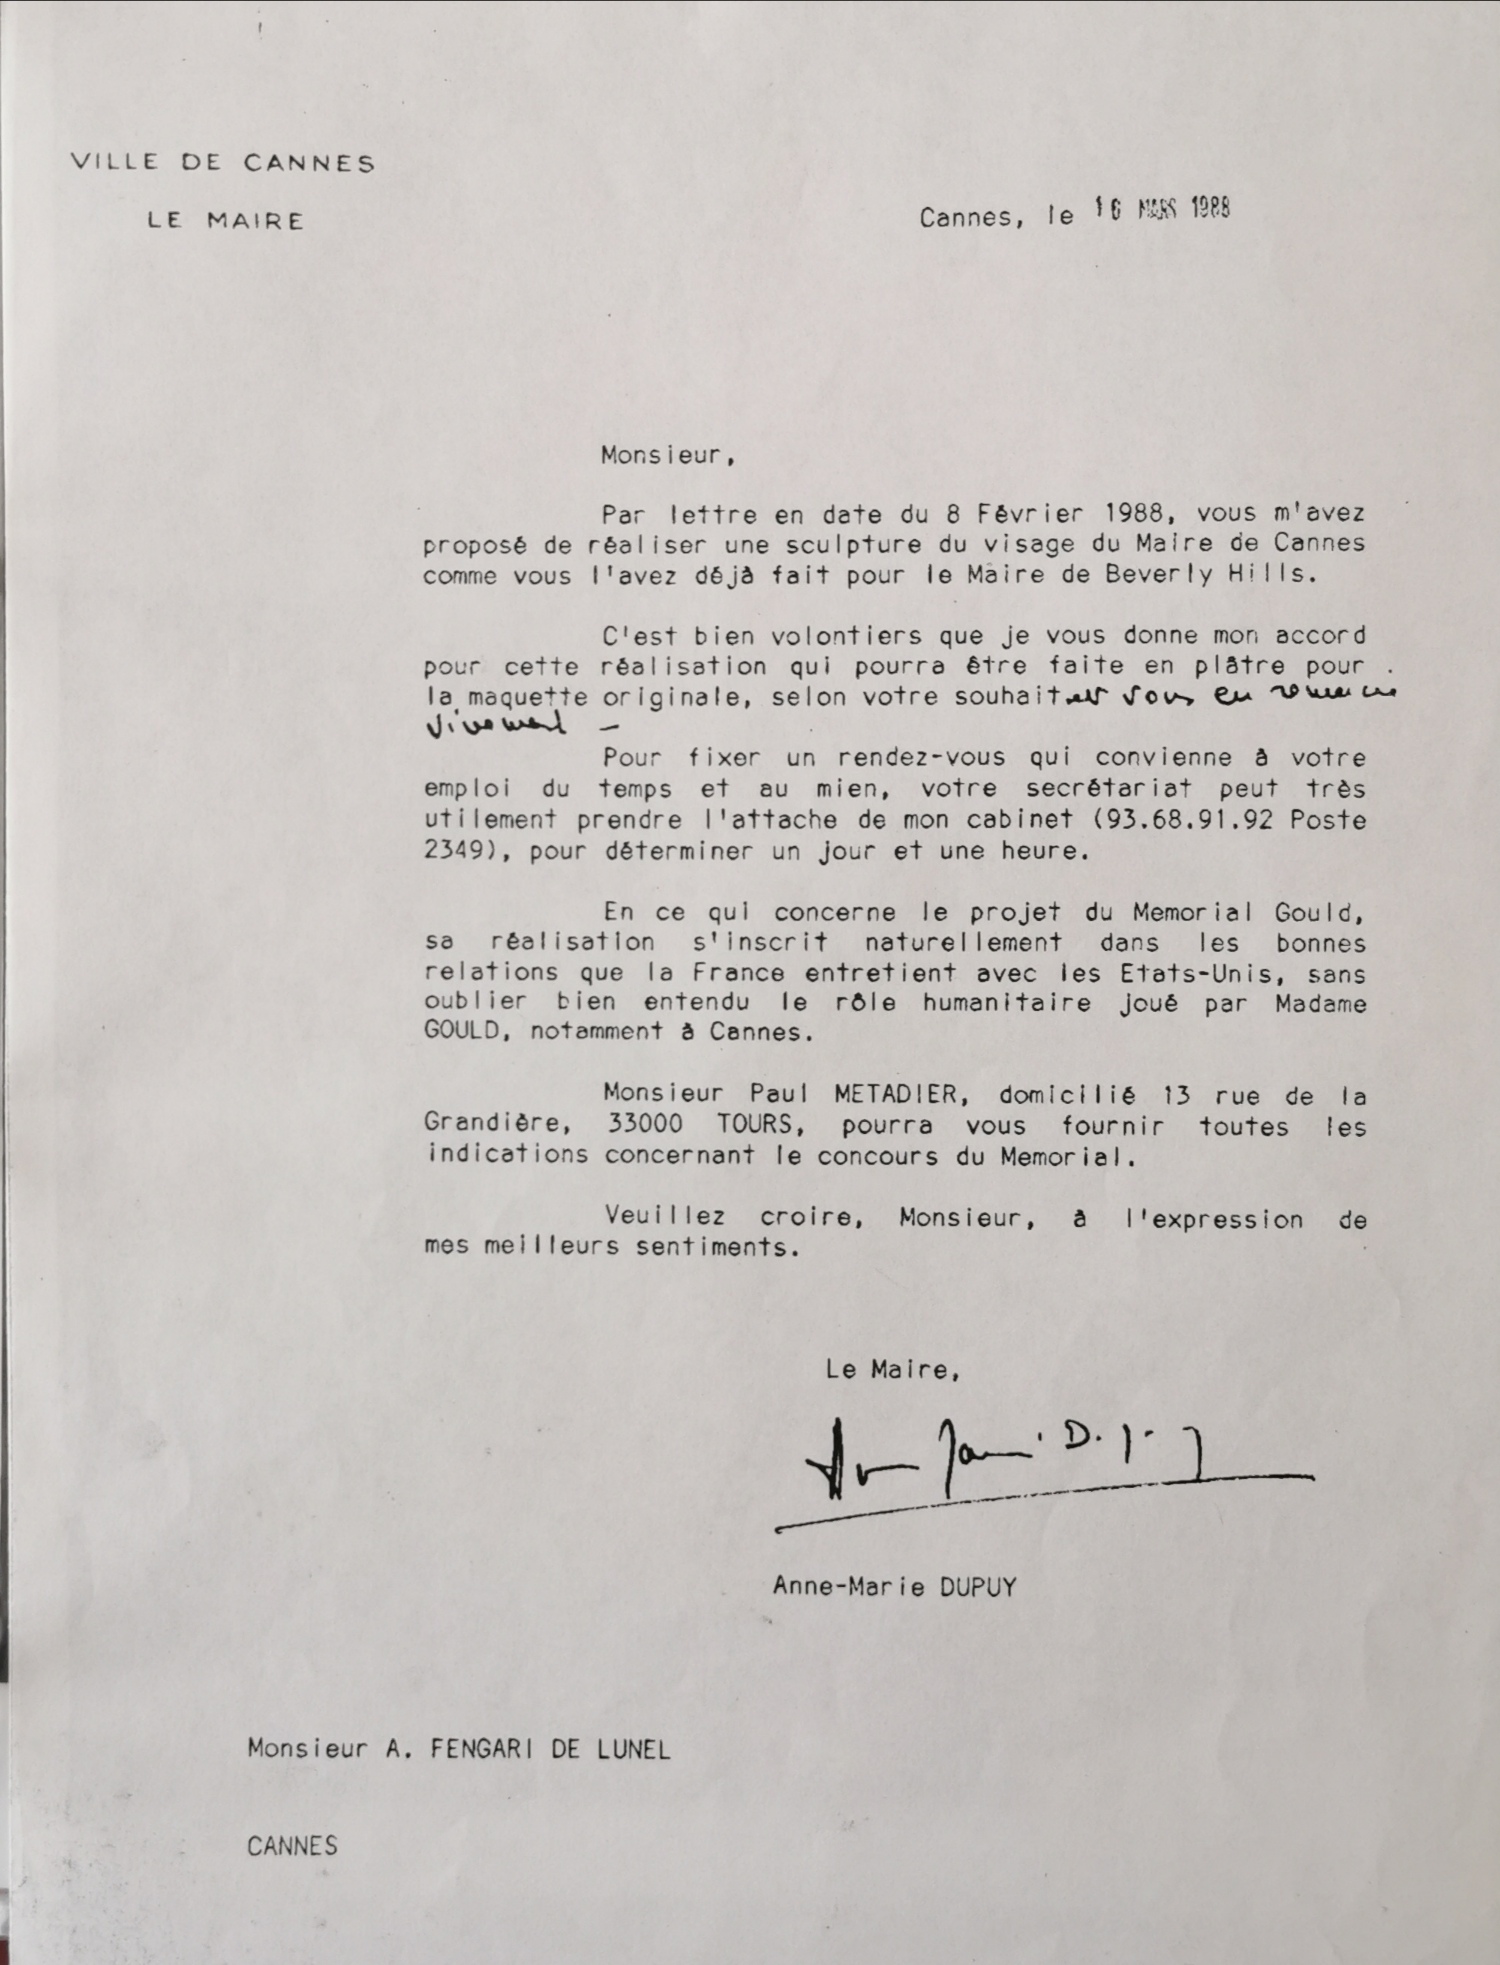 VILLE DE CANNES
LE MAIRE
Cannes, le 16 MARS 1988
Monsieur,
Par lettre en date du 8 Février 1988, vous m'avez
proposé de réaliser une sculpture du visage du Maire de Cannes
comme vous l'avez déjà fait pour le Maire de Beverly Hills.
C'est bien volontiers que je vous donne mon accord
pour cette réalisation qui pourra être faite en plâtre pour
la maquette originale, selon votre souhait et vous en remercie
vivement -
Pour fixer un rendez-vous qui convienne à votre
emploi du temps et au mien, votre secrétariat peut très
utilement prendre l'attache de mon cabinet (93.68.91.92 Poste
2349), pour déterminer un jour et une heure.
En ce qui concerne le projet du Memorial Gould,
sa réalisation s'inscrit naturellement dans les bonnes
relations que la France entretient avec les Etats-Unis, sans
oublier bien entendu le rôle humanitaire joué par Madame
GOULD, notamment à Cannes.
Monsieur Paul METADIER, domicilié 13 rue de la
Grandière, 33000 TOURS, pourra vous fournir toutes les
indications concernant le concours du Memorial.
Veuillez croire, Monsieur, à l'expression de
mes meilleurs sentiments.
Le Maire,
Anne-Marie DUPUY
Monsieur A. FENGARI DE LUNEL
CANNES